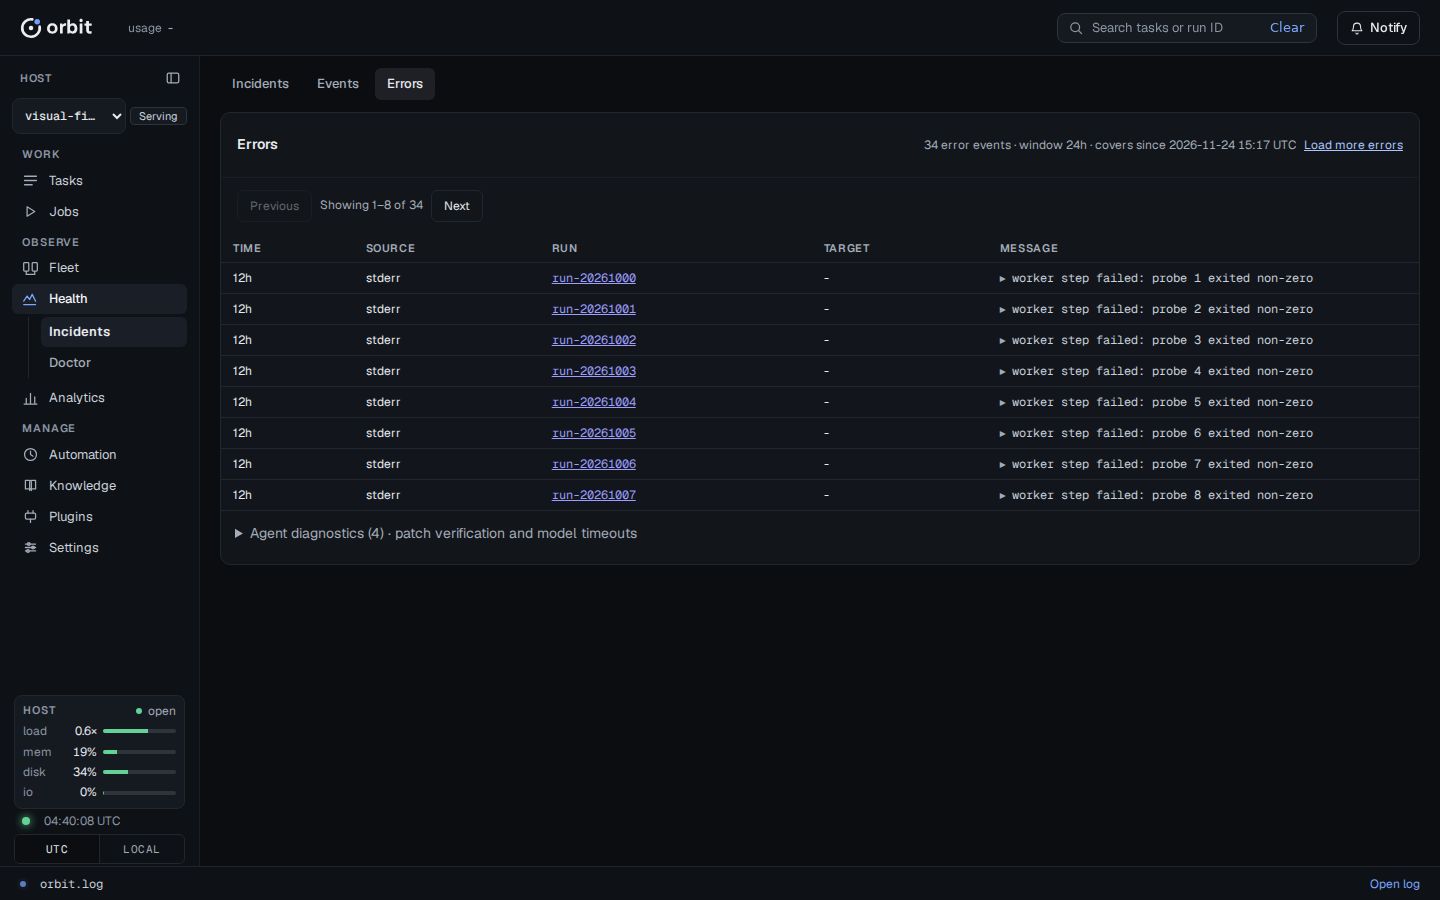 orbit
usage -
Search tasks or run ID
Clear
Notify
HOST
visual-fi…
Serving
WORK
Tasks
Jobs
OBSERVE
Fleet
Health
Incidents
Doctor
Analytics
MANAGE
Automation
Knowledge
Plugins
Settings
HOST
open
load 0.6×
mem 19%
disk 34%
io 0%
04:40:08 UTC
UTC
LOCAL
Incidents
Events
Errors
Errors
34 error events · window 24h · covers since 2026-11-24 15:17 UTC Load more errors
Previous
Showing 1–8 of 34
Next
TIME SOURCE RUN TARGET MESSAGE
12h stderr run-20261000 - ▸ worker step failed: probe 1 exited non-zero
12h stderr run-20261001 - ▸ worker step failed: probe 2 exited non-zero
12h stderr run-20261002 - ▸ worker step failed: probe 3 exited non-zero
12h stderr run-20261003 - ▸ worker step failed: probe 4 exited non-zero
12h stderr run-20261004 - ▸ worker step failed: probe 5 exited non-zero
12h stderr run-20261005 - ▸ worker step failed: probe 6 exited non-zero
12h stderr run-20261006 - ▸ worker step failed: probe 7 exited non-zero
12h stderr run-20261007 - ▸ worker step failed: probe 8 exited non-zero
▶ Agent diagnostics (4) · patch verification and model timeouts
orbit.log
Open log